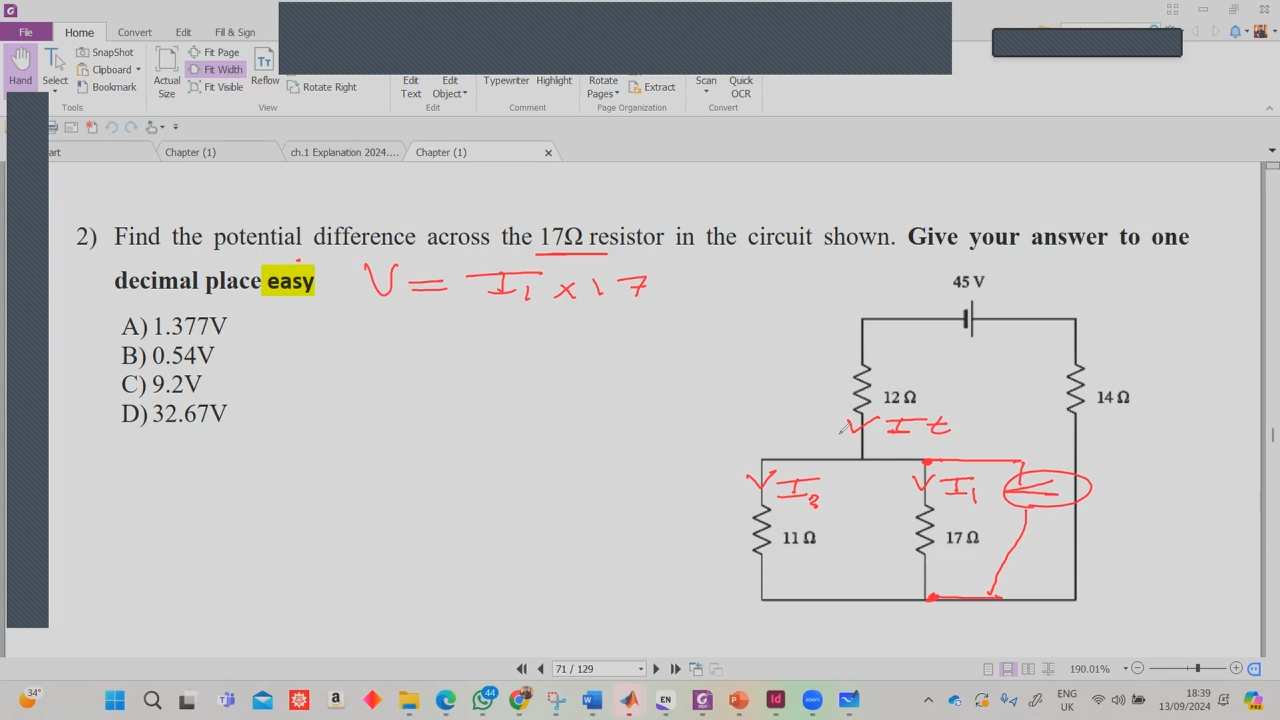 File
Home
Convert
Edit
Fill & Sign
Hand
Select
SnapShot
Clipboard
Bookmark
Tools
Actual
Size
Fit Page
Fit Width
Fit Visible
Reflow
Rotate Right
View
Edit
Text
Edit
Object
Edit
Typewriter
Highlight
Comment
Rotate
Pages
Extract
Page Organization
Scan
Quick
OCR
Convert
art
Chapter (1)
ch.1 Explanation 2024....
Chapter (1)
2) Find the potential difference across the 17Ω resistor in the circuit shown. Give your answer to one
decimal place easy
V = I1 x 17
A) 1.377V
B) 0.54V
C) 9.2V
D) 32.67V
45 V
12 Ω
14 Ω
It
I3
I1
11 Ω
17 Ω
71 / 129
190.01%
34°
44
EN
ENG
UK
18:39
13/09/2024
PRE